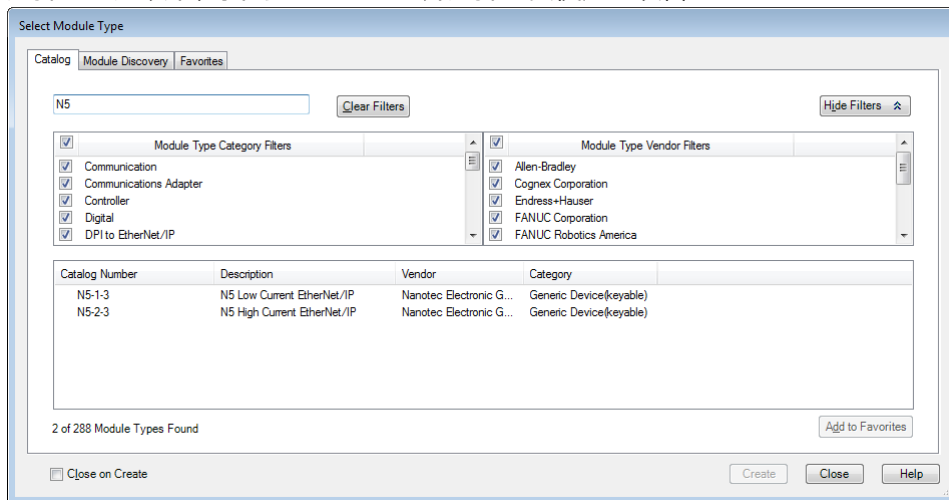 Select Module Type
Catalog Module Discovery Favorites
N5 Clear Filters Hide Filters
Module Type Category Filters Module Type Vendor Filters
Communication Allen-Bradley
Communications Adapter Cognex Corporation
Controller Endress+Hauser
Digital FANUC Corporation
DPI to EtherNet/IP FANUC Robotics America
Catalog Number Description Vendor Category
N5-1-3 N5 Low Current EtherNet/IP Nanotec Electronic G... Generic Device(keyable)
N5-2-3 N5 High Current EtherNet/IP Nanotec Electronic G... Generic Device(keyable)
2 of 288 Module Types Found Add to Favorites
Close on Create Create Close Help